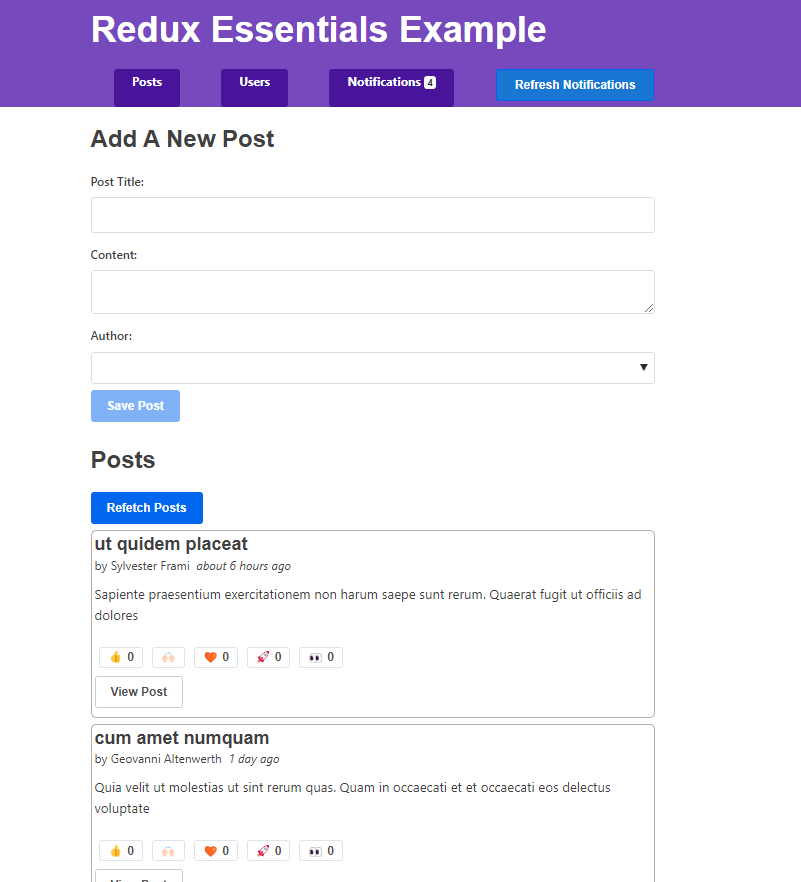 Redux Essentials Example
Posts Users Notifications 4 Refresh Notifications
Add A New Post
Post Title:
Content:
Author:
Save Post
Posts
Refetch Posts
ut quidem placeat
by Sylvester Frami about 6 hours ago
Sapiente praesentium exercitationem non harum saepe sunt rerum. Quaerat fugit ut officiis ad
dolores
0 0 0 0
View Post
cum amet numquam
by Geovanni Altenwerth 1 day ago
Quia velit ut molestias ut sint rerum quas. Quam in occaecati et et occaecati eos delectus
voluptate
0 0 0 0
View Post